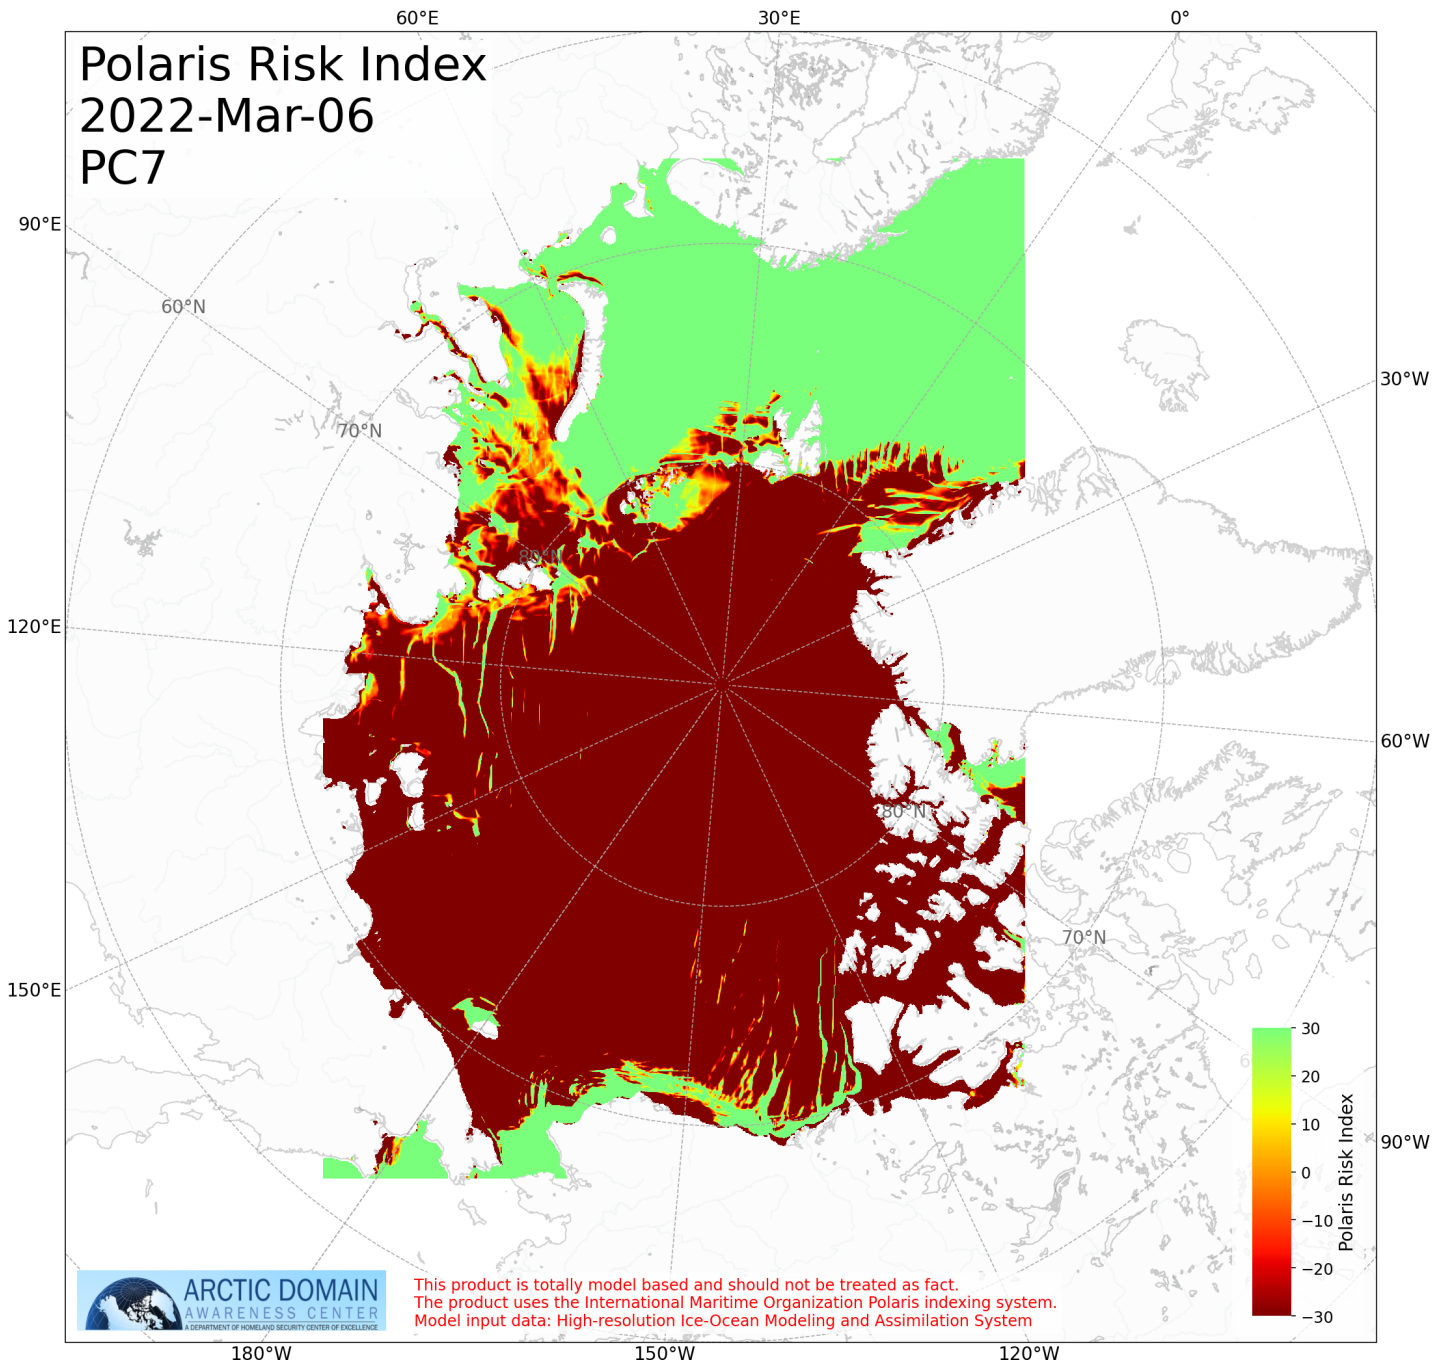 60°E 30°E 0°
Polaris Risk Index
2022-Mar-06
PC7
90°E
60°N
30°W
70°N
80°N
120°E
60°W
80°N
70°N
150°E
30
20
10
0
−10
−20
−30
Polaris Risk Index
90°W
ARCTIC DOMAIN
AWARENESS CENTER
A DEPARTMENT OF HOMELAND SECURITY CENTER OF EXCELLENCE
This product is totally model based and should not be treated as fact.
The product uses the International Maritime Organization Polaris indexing system.
Model input data: High-resolution Ice-Ocean Modeling and Assimilation System
180°W 150°W 120°W